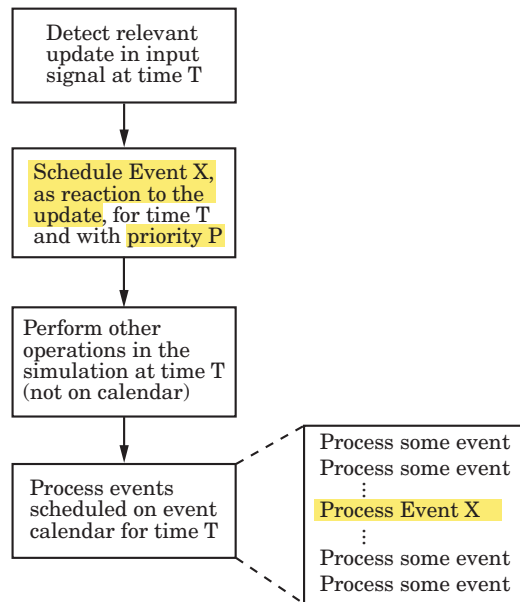 Detect relevant
update in input
signal at time T
Schedule Event X,
as reaction to the
update, for time T
and with priority P
Perform other
operations in the
simulation at time T
(not on calendar)
Process events
scheduled on event
calendar for time T
Process some event
Process some event
⋮
Process Event X
⋮
Process some event
Process some event